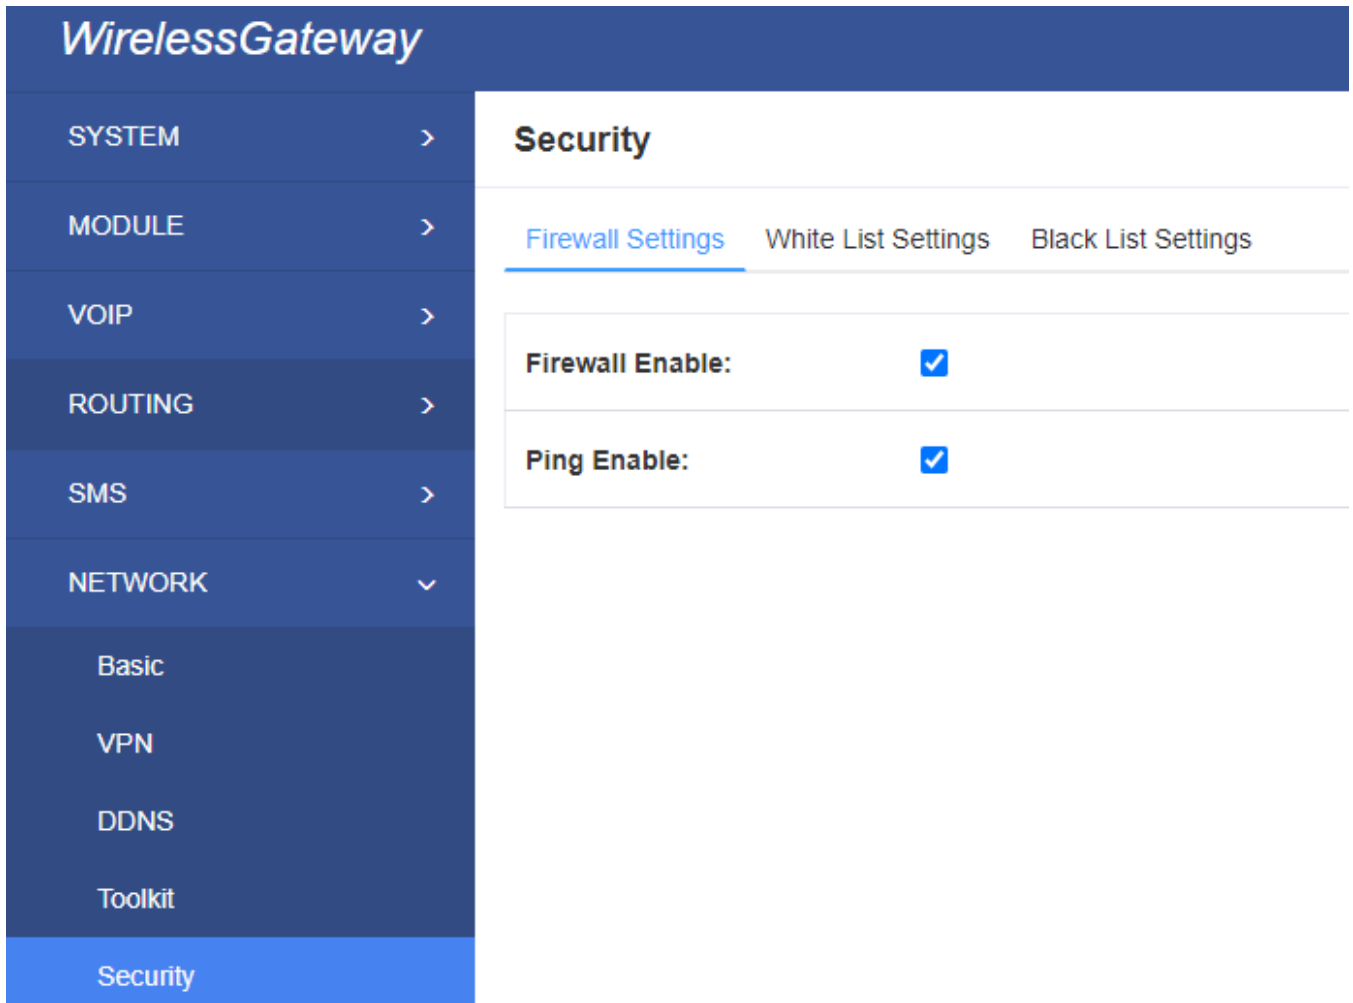 WirelessGateway
SYSTEM
MODULE
VOIP
ROUTING
SMS
NETWORK
Basic
VPN
DDNS
Toolkit
Security
Security
Firewall Settings White List Settings Black List Settings
Firewall Enable:
Ping Enable: